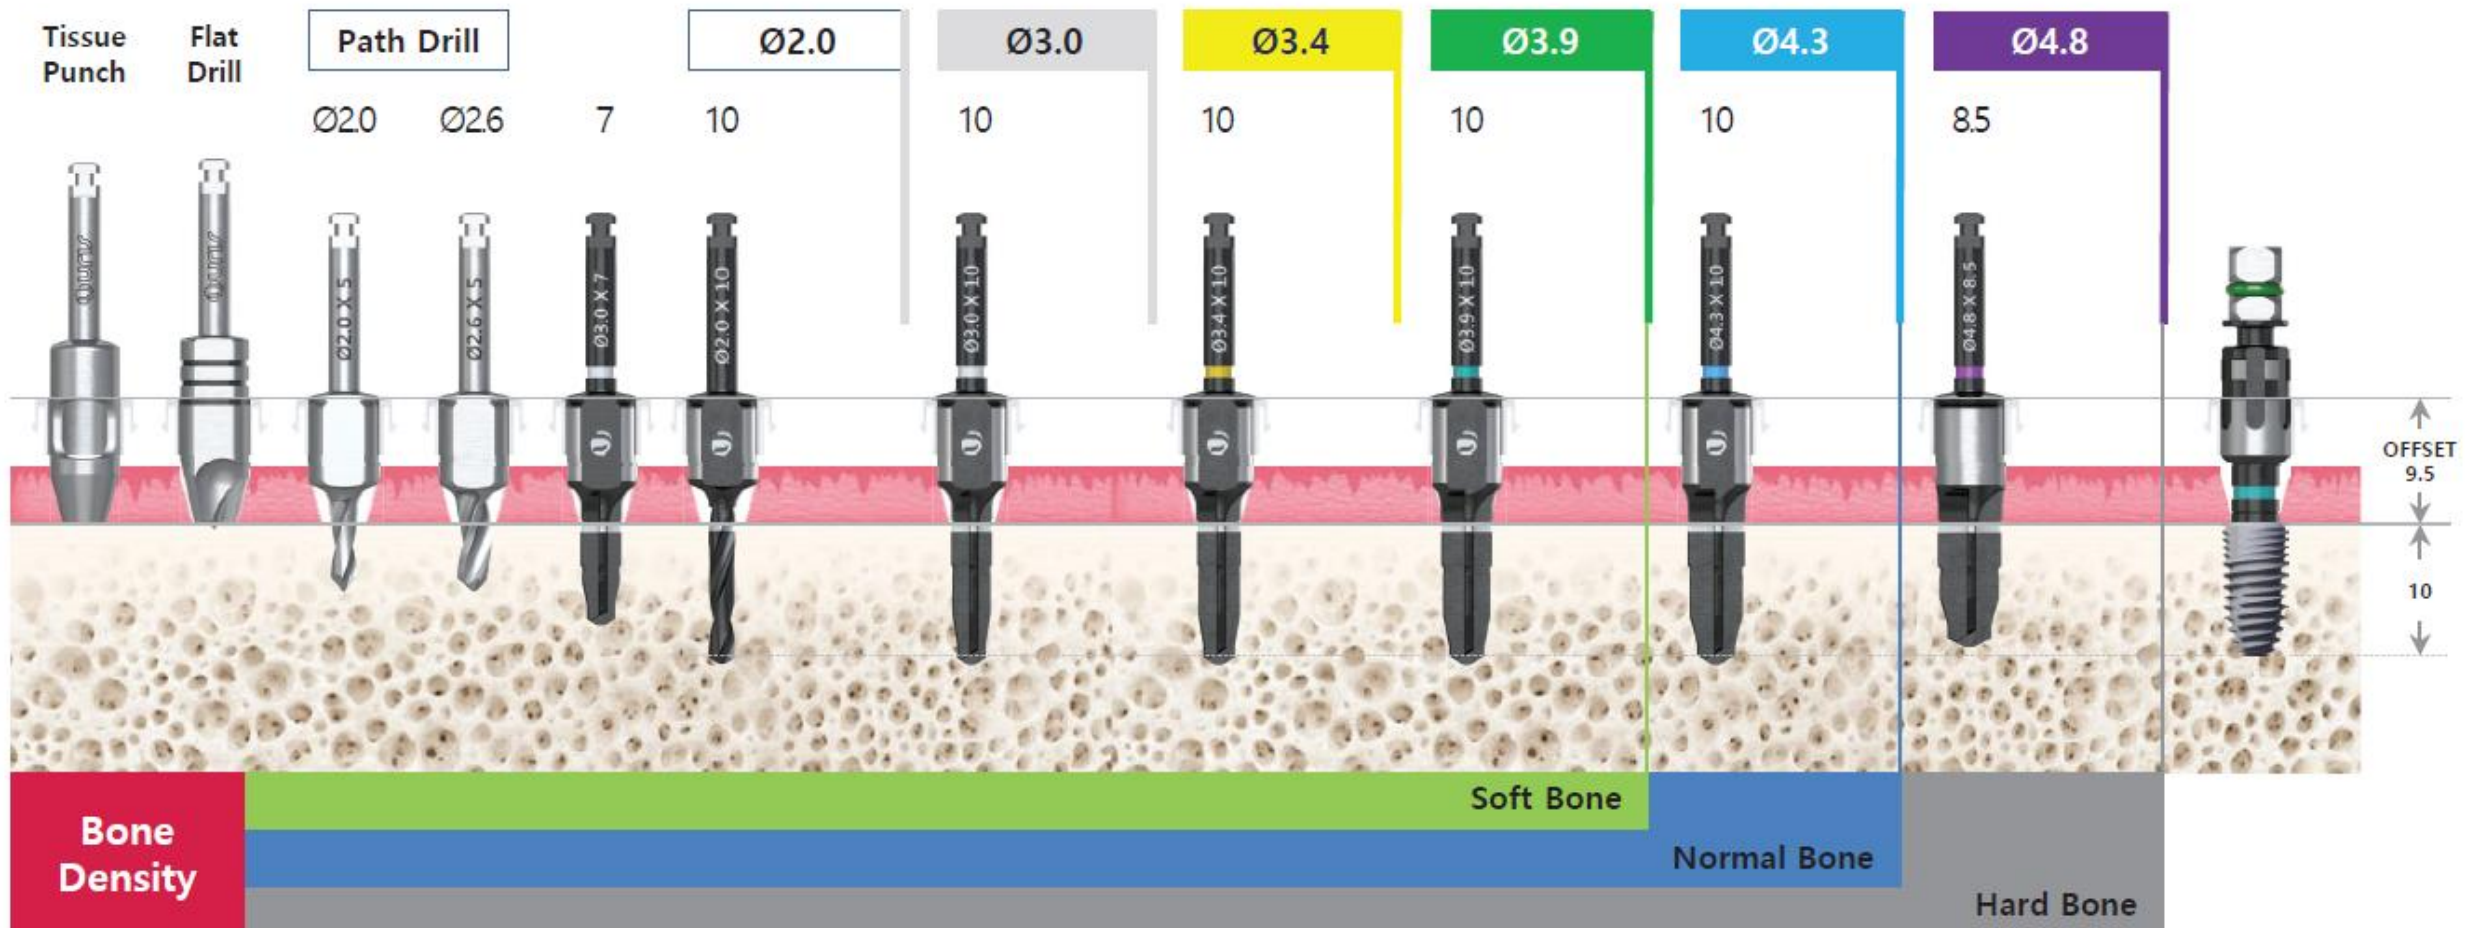 Tissue
Punch
Flat
Drill
Path Drill
Ø2.0
Ø3.0
Ø3.4
Ø3.9
Ø4.3
Ø4.8
Ø2.0
Ø2.6
7
10
10
10
10
10
8.5
Ø2.0 X 5
Ø2.6 X 5
Ø3.0 X 7
Ø2.0 X 10
Ø3.0 X 10
Ø3.4 X 10
Ø3.9 X 10
Ø4.3 X 10
Ø4.8 X 8.5
OFFSET
9.5
10
Bone
Density
Soft Bone
Normal Bone
Hard Bone